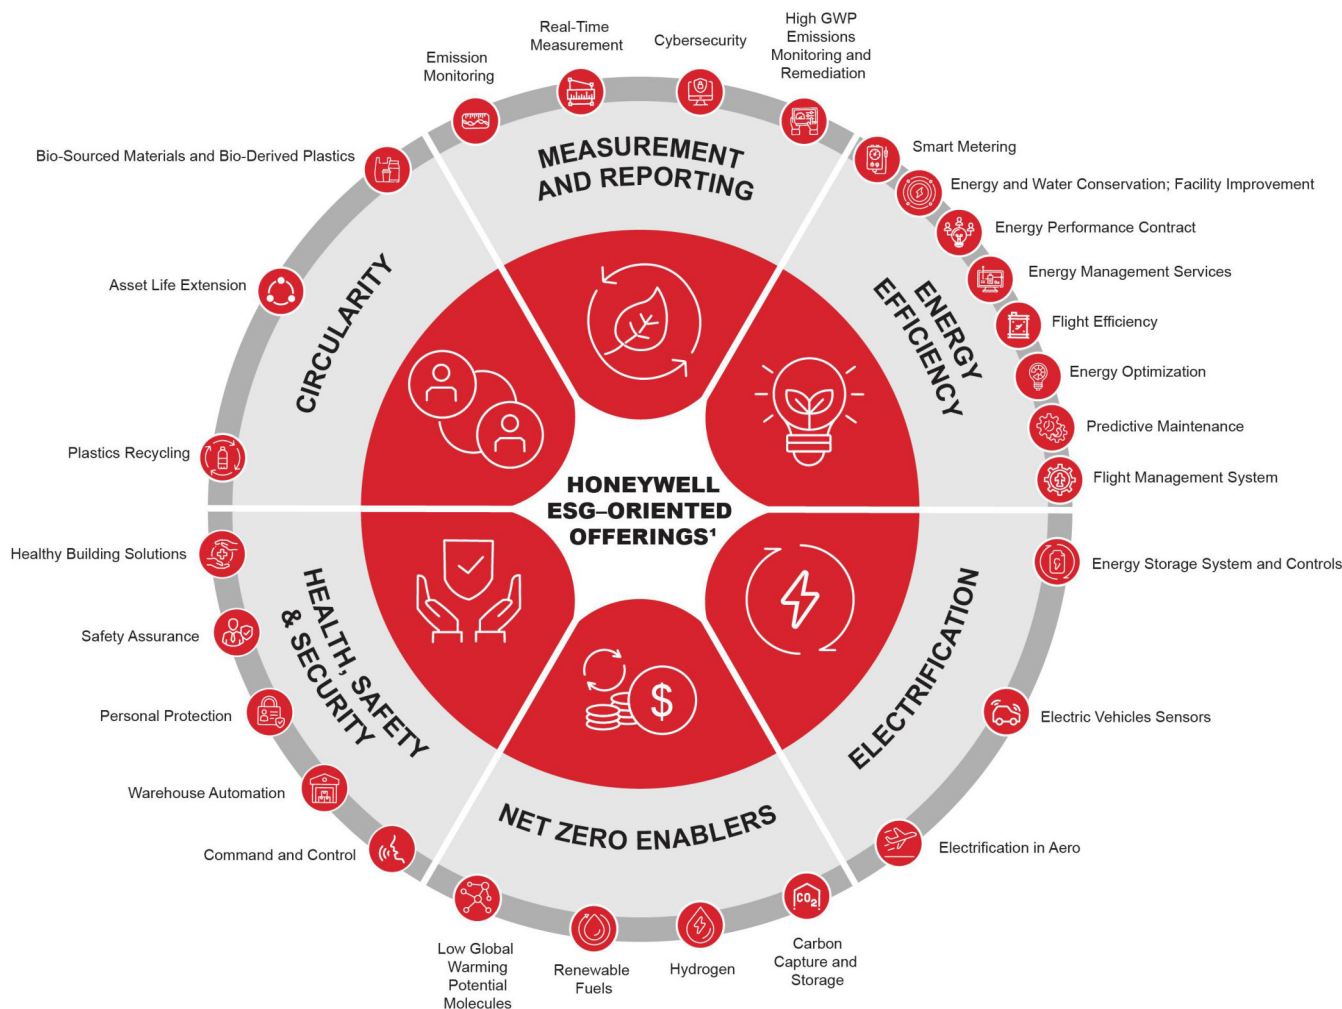 Real-Time
Measurement
Cybersecurity
High GWP
Emissions
Monitoring and
Remediation
Emission
Monitoring
MEASUREMENT
AND REPORTING
Smart Metering
Energy and Water Conservation; Facility Improvement
Energy Performance Contract
Energy Management Services
Flight Efficiency
Energy Optimization
Predictive Maintenance
Flight Management System
ENERGY
EFFICIENCY
Energy Storage System and Controls
Electric Vehicles Sensors
Electrification in Aero
ELECTRIFICATION
Carbon
Capture and
Storage
CO₂
Hydrogen
Renewable
Fuels
Low Global
Warming
Potential
Molecules
NET ZERO ENABLERS
$
Command and Control
Warehouse Automation
Personal Protection
Safety Assurance
Healthy Building Solutions
HEALTH, SAFETY
& SECURITY
Plastics Recycling
Asset Life Extension
Bio-Sourced Materials and Bio-Derived Plastics
CIRCULARITY
HONEYWELL
ESG–ORIENTED
OFFERINGS¹